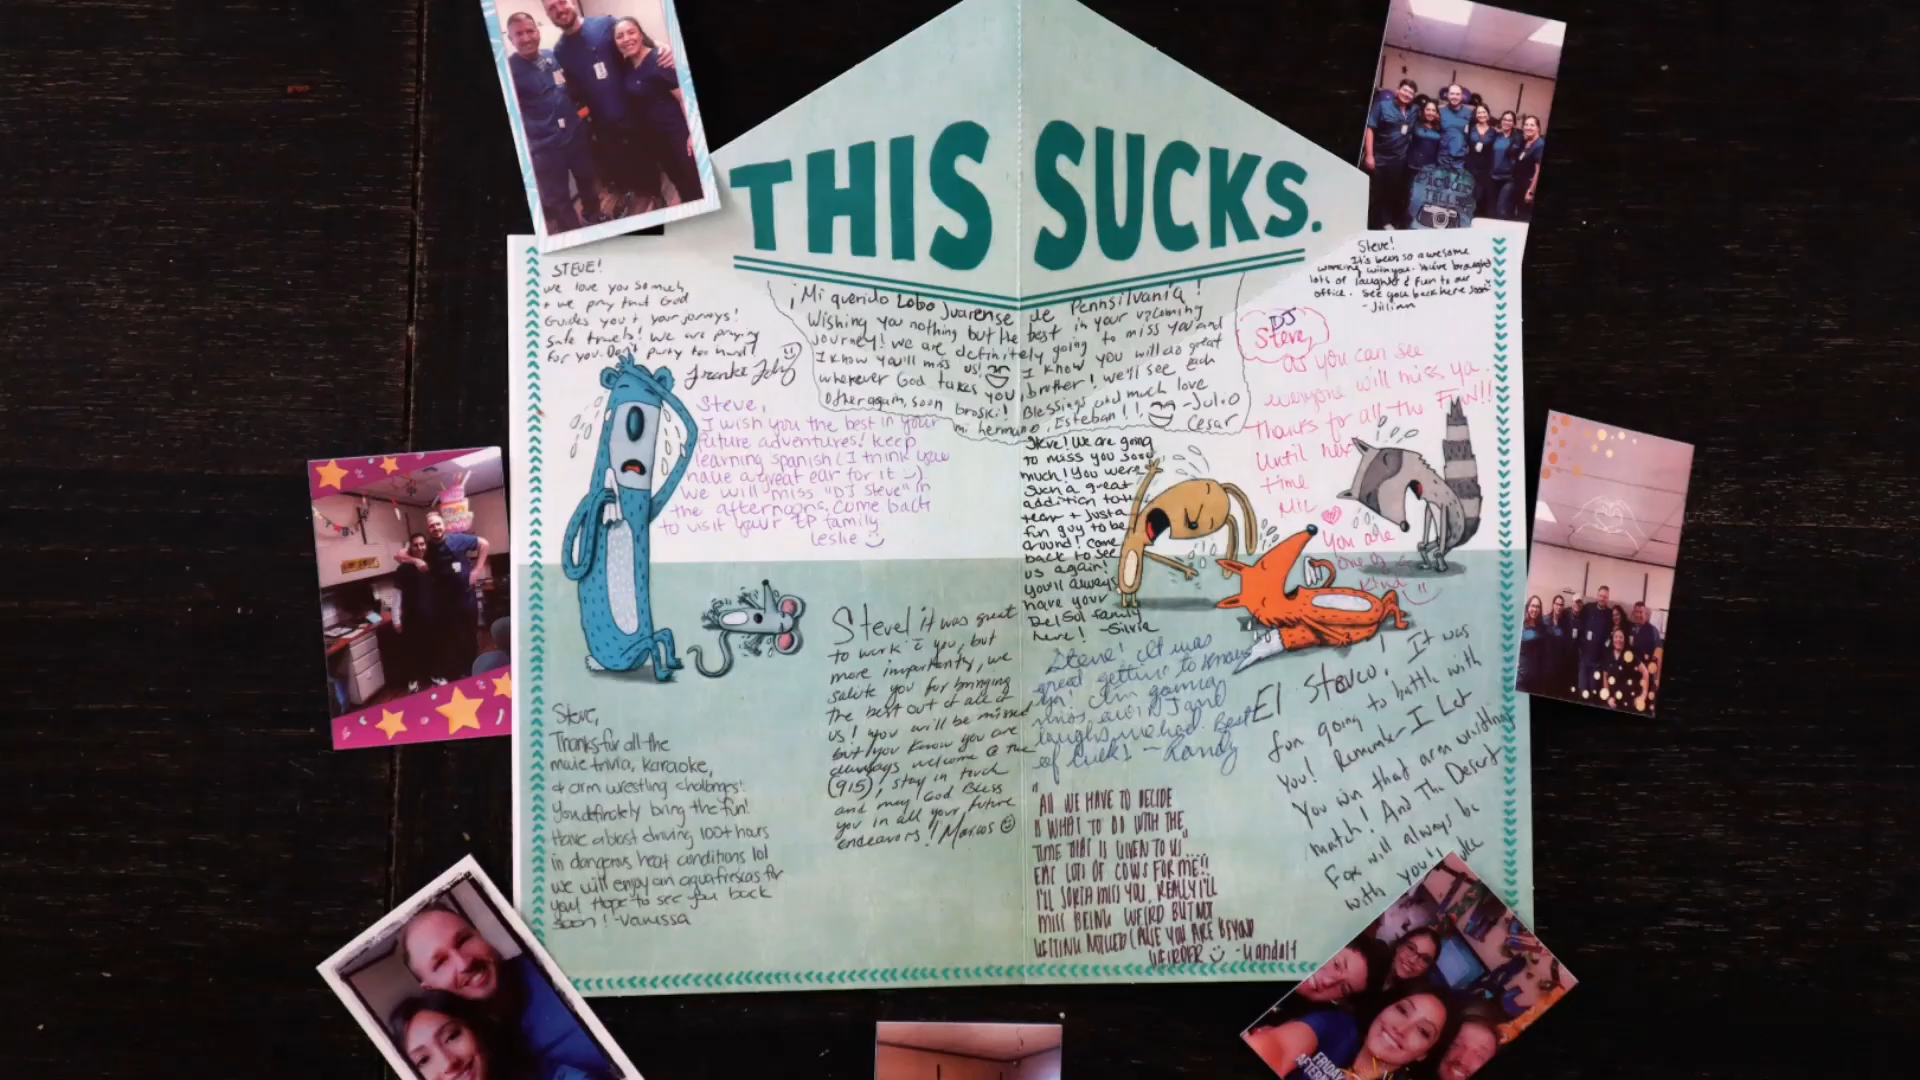 THIS SUCKS.
STEVE!
we love you so much
+ we pray that God
Guides you + your journeys!
Safe travels! We are praying
for you. Don't party too hard!
¡Mi querido Lobo Juarense de Pennsilvania!
Wishing you nothing but the best in your upcoming
journey! We are definitely going to miss you and
I know you'll miss us! I know you will do great
wherever God takes you brother! We'll see each
other again, soon broski! Blessings and much love
mi hermano, Esteban!! -Julio
Cesar
Steve!
It's been so awesome
working with you. You've brought
lots of laughter & fun to our
office. See you back here soon!
-Jillian
DJ
Steve,
As you can see
everyone will miss ya.
Thanks for all the Fun!!!
Until next
time
You are
one of a
kind
Steve,
I wish you the best in your
future adventures! Keep
learning spanish (I think you
have a great ear for it :)
We will miss "DJ Steve" in
the afternoons. Come back
to visit your EP family
Leslie
Steve! We are going
to miss you sooo
much! You were
such a great
addition to the
team + just a
fun guy to be
around! Come
back to see
us again!
You'll always
have your
Del Sol family
here! -Silvia
Steve! it was great
to work c̄ you, but
more importantly, we
salute you for bringing
the best out of all of
us! You will be missed
but you know you are
always welcome @ the
(915), stay in touch
and may God Bless
you in all your future
endeavors! Marcos
Steve! It was
great gettin' to know
ya! I'm gonna
miss our DJ and
laughs we had. Best
of luck! - Randy
El Steveo! It was
fun going to battle with
you! Remember I Let
You win that arm wrestling
match! And The Desert
Fox will always be
with you!
Steve,
Thanks for all the
movie trivia, karaoke,
& arm wrestling challenges!
You definitely bring the fun!
Have a blast driving 100+ hours
in dangerous heat conditions lol
we will enjoy an aquafrescas for
you! Hope to see you back
soon! -Vanessa
"All WE HAVE TO DECIDE
IS WHAT TO DO WITH THE
TIME THAT IS GIVEN TO US"....
EAT LOTS OF COWS FOR ME!!
I'LL SORTA MISS YOU, REALLY I'LL
MISS BEING WEIRD BUT NOT
GETTING NOTICED CAUSE YOU ARE BEYOND
WEIRDER -Gandalf
FRIDAY